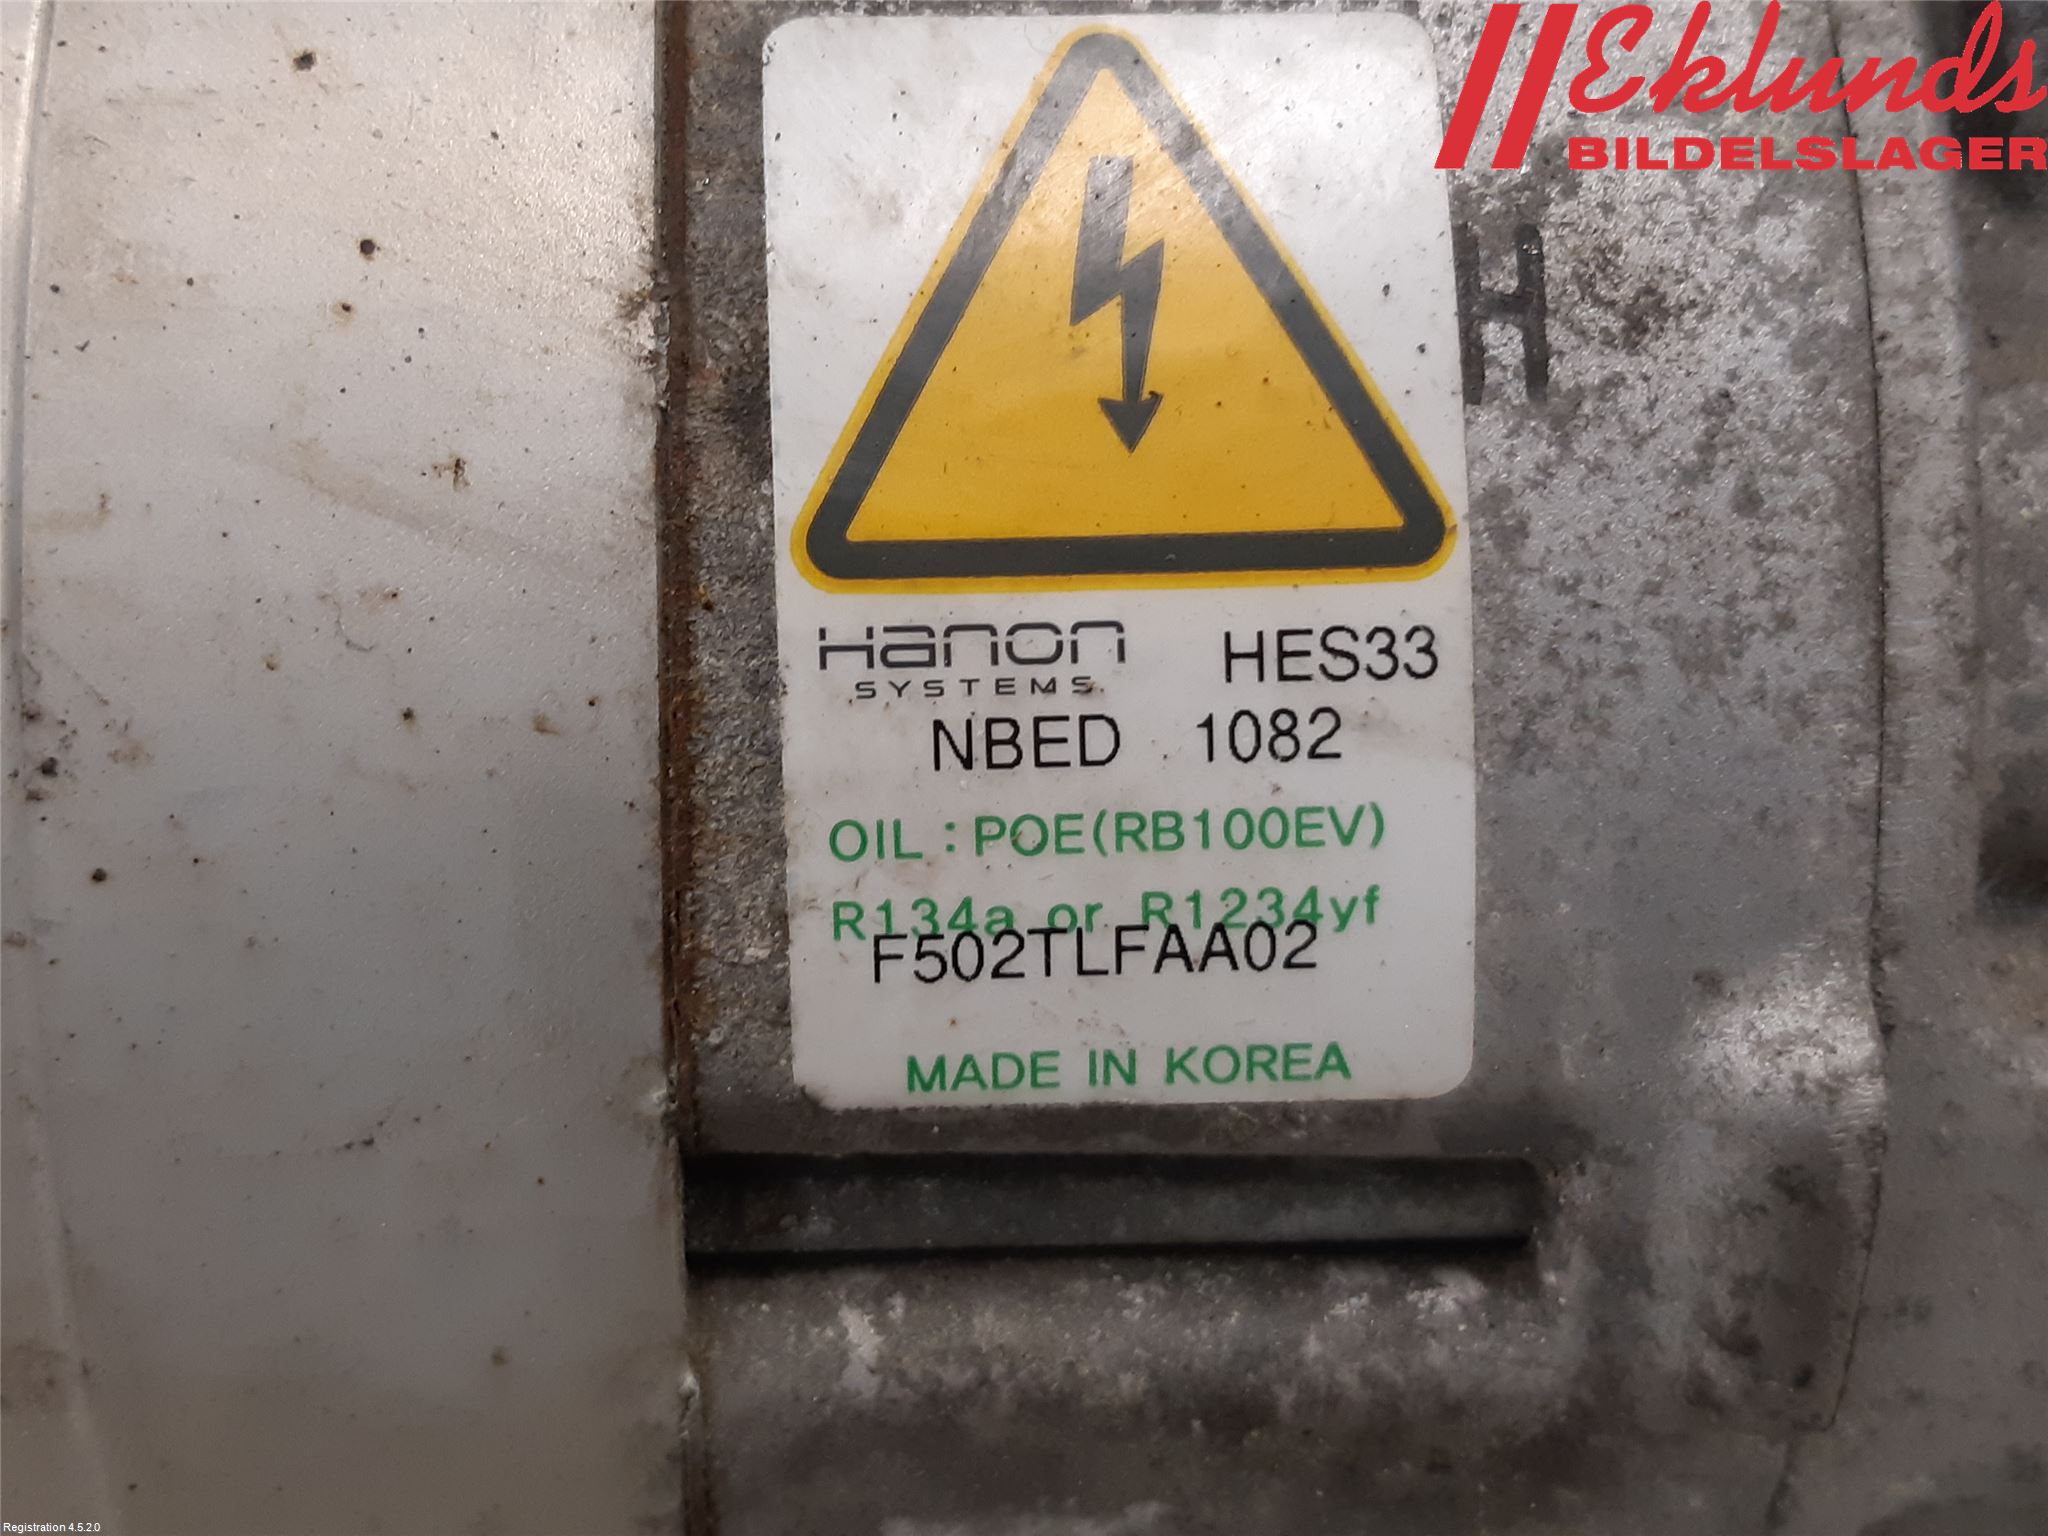 Eklunds
BILDELSLAGER
H
Hanon
SYSTEMS
HES33
NBED 1082
OIL : POE(RB100EV)
R134a or R1234yf
F502TLFAA02
MADE IN KOREA
Registration 4.5.2.0